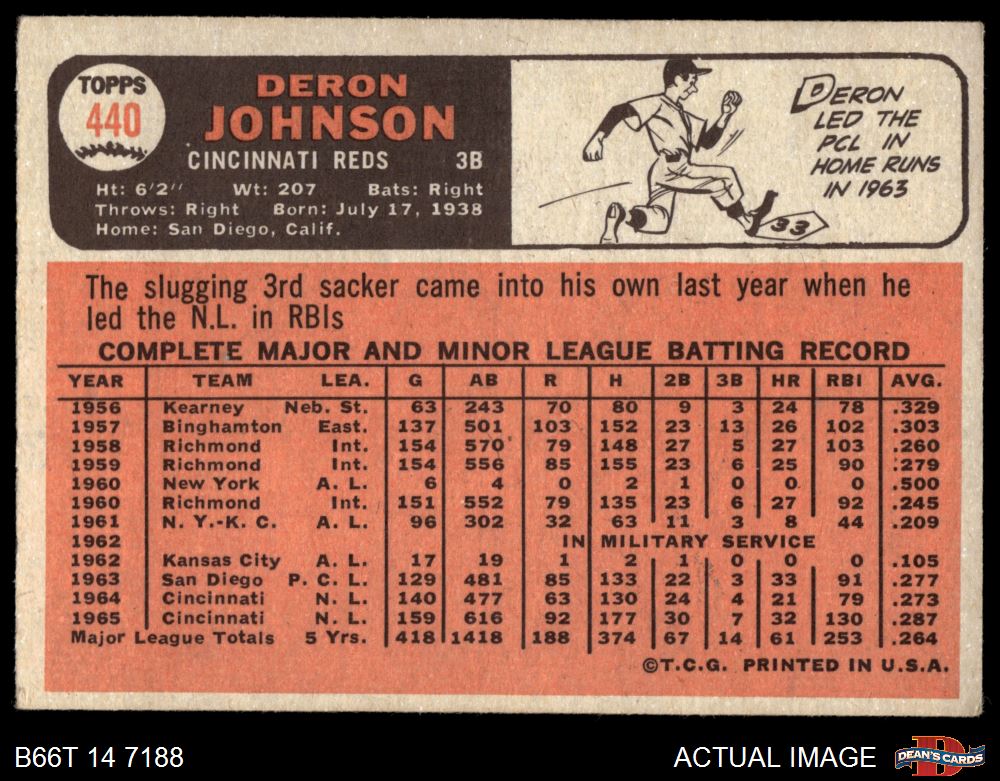 TOPPS
440
DERON
JOHNSON
CINCINNATI REDS 3B
Ht: 6'2" Wt: 207 Bats: Right
Throws: Right Born: July 17, 1938
Home: San Diego, Calif.
DERON
LED THE
PCL IN
HOME RUNS
IN 1963
33
The slugging 3rd sacker came into his own last year when he
led the N.L. in RBIs
COMPLETE MAJOR AND MINOR LEAGUE BATTING RECORD
YEAR TEAM LEA. G AB R H 2B 3B HR RBI AVG.
1956 Kearney Neb. St. 63 243 70 80 9 3 24 78 .329
1957 Binghamton East. 137 501 103 152 23 13 26 102 .303
1958 Richmond Int. 154 570 79 148 27 5 27 103 .260
1959 Richmond Int. 154 556 85 155 23 6 25 90 .279
1960 New York A. L. 6 4 0 2 1 0 0 0 .500
1960 Richmond Int. 151 552 79 135 23 6 27 92 .245
1961 N. Y.-K. C. A. L. 96 302 32 63 11 3 8 44 .209
1962 IN MILITARY SERVICE
1962 Kansas City A. L. 17 19 1 2 1 0 0 0 .105
1963 San Diego P. C. L. 129 481 85 133 22 3 33 91 .277
1964 Cincinnati N. L. 140 477 63 130 24 4 21 79 .273
1965 Cincinnati N. L. 159 616 92 177 30 7 32 130 .287
Major League Totals 5 Yrs. 418 1418 188 374 67 14 61 253 .264
©T.C.G. PRINTED IN U.S.A.
B66T 14 7188 ACTUAL IMAGE
D
DEAN'S CARDS